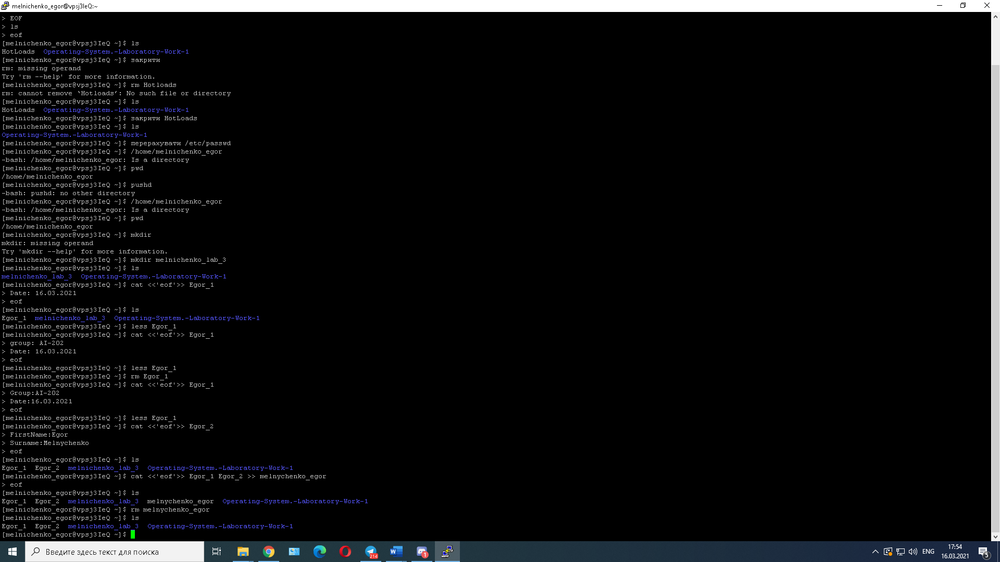 melnichenko_egor@vpsj3IeQ:~
> EOF
> ls
> eof
[melnichenko_egor@vpsj3IeQ ~]$ ls
HotLoads  Operating-System.-Laboratory-Work-1
[melnichenko_egor@vpsj3IeQ ~]$ закрити
rm: missing operand
Try 'rm --help' for more information.
[melnichenko_egor@vpsj3IeQ ~]$ rm Hotloads
rm: cannot remove ‘Hotloads’: No such file or directory
[melnichenko_egor@vpsj3IeQ ~]$ ls
HotLoads  Operating-System.-Laboratory-Work-1
[melnichenko_egor@vpsj3IeQ ~]$ закрити HotLoads
[melnichenko_egor@vpsj3IeQ ~]$ ls
Operating-System.-Laboratory-Work-1
[melnichenko_egor@vpsj3IeQ ~]$ перерахувати /etc/passwd
[melnichenko_egor@vpsj3IeQ ~]$ /home/melnichenko_egor
-bash: /home/melnichenko_egor: Is a directory
[melnichenko_egor@vpsj3IeQ ~]$ pwd
/home/melnichenko_egor
[melnichenko_egor@vpsj3IeQ ~]$ pushd
-bash: pushd: no other directory
[melnichenko_egor@vpsj3IeQ ~]$ /home/melnichenko_egor
-bash: /home/melnichenko_egor: Is a directory
[melnichenko_egor@vpsj3IeQ ~]$ pwd
/home/melnichenko_egor
[melnichenko_egor@vpsj3IeQ ~]$ mkdir
mkdir: missing operand
Try 'mkdir --help' for more information.
[melnichenko_egor@vpsj3IeQ ~]$ mkdir melnichenko_lab_3
[melnichenko_egor@vpsj3IeQ ~]$ ls
melnichenko_lab_3  Operating-System.-Laboratory-Work-1
[melnichenko_egor@vpsj3IeQ ~]$ cat <<'eof'>> Egor_1
> Date: 16.03.2021
> eof
[melnichenko_egor@vpsj3IeQ ~]$ ls
Egor_1  melnichenko_lab_3  Operating-System.-Laboratory-Work-1
[melnichenko_egor@vpsj3IeQ ~]$ less Egor_1
[melnichenko_egor@vpsj3IeQ ~]$ cat <<'eof'>> Egor_1
> group: AI-202
> Date: 16.03.2021
> eof
[melnichenko_egor@vpsj3IeQ ~]$ less Egor_1
[melnichenko_egor@vpsj3IeQ ~]$ rm Egor_1
[melnichenko_egor@vpsj3IeQ ~]$ cat <<'eof'>> Egor_1
> Group:AI-202
> Date:16.03.2021
> eof
[melnichenko_egor@vpsj3IeQ ~]$ less Egor_1
[melnichenko_egor@vpsj3IeQ ~]$ cat <<'eof'>> Egor_2
> FirstName:Egor
> Surname:Melnychenko
> eof
[melnichenko_egor@vpsj3IeQ ~]$ ls
Egor_1  Egor_2  melnichenko_lab_3  Operating-System.-Laboratory-Work-1
[melnichenko_egor@vpsj3IeQ ~]$ cat <<'eof'>> Egor_1 Egor_2 >> melnychenko_egor
> eof
[melnichenko_egor@vpsj3IeQ ~]$ ls
Egor_1  Egor_2  melnichenko_lab_3  melnychenko_egor  Operating-System.-Laboratory-Work-1
[melnichenko_egor@vpsj3IeQ ~]$ rm melnychenko_egor
[melnichenko_egor@vpsj3IeQ ~]$ ls
Egor_1  Egor_2  melnichenko_lab_3  Operating-System.-Laboratory-Work-1
[melnichenko_egor@vpsj3IeQ ~]$
Введите здесь текст для поиска
214
W
1
ENG
17:54
16.03.2021
5